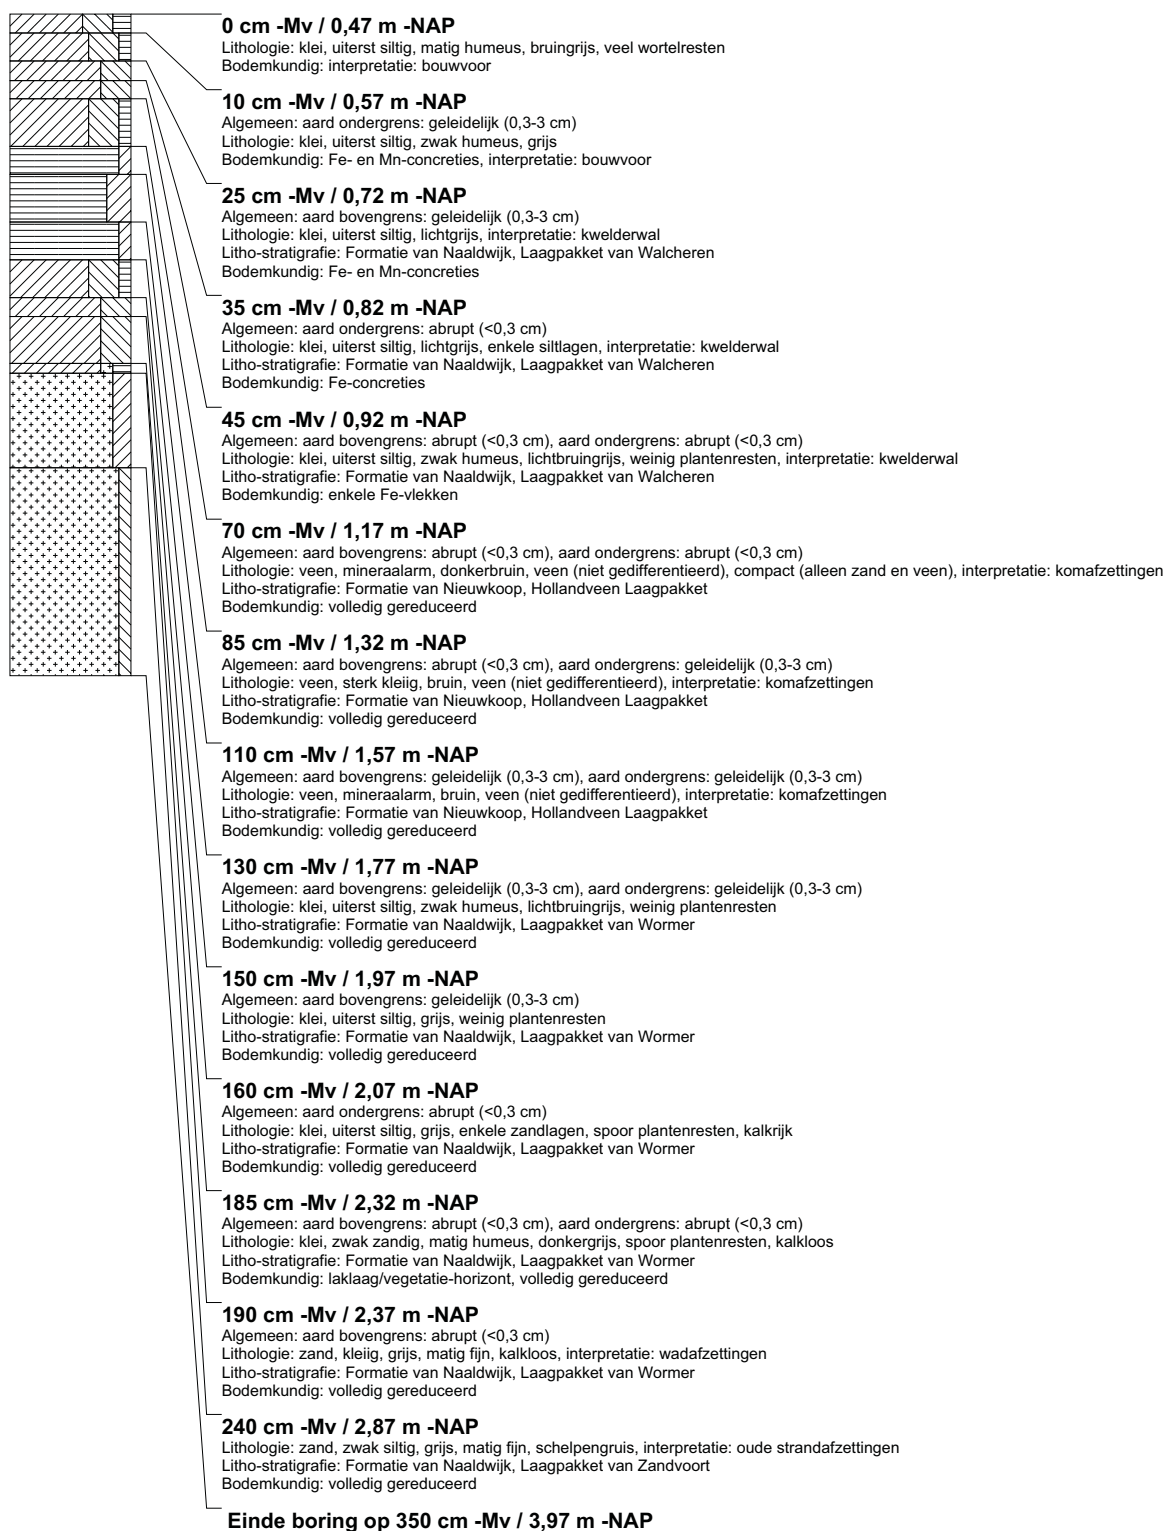 0 cm -Mv / 0,47 m -NAP
Lithologie: klei, uiterst siltig, matig humeus, bruingrijs, veel wortelresten
Bodemkundig: interpretatie: bouwvoor
10 cm -Mv / 0,57 m -NAP
Algemeen: aard ondergrens: geleidelijk (0,3-3 cm)
Lithologie: klei, uiterst siltig, zwak humeus, grijs
Bodemkundig: Fe- en Mn-concreties, interpretatie: bouwvoor
25 cm -Mv / 0,72 m -NAP
Algemeen: aard bovengrens: geleidelijk (0,3-3 cm)
Lithologie: klei, uiterst siltig, lichtgrijs, interpretatie: kwelderwal
Litho-stratigrafie: Formatie van Naaldwijk, Laagpakket van Walcheren
Bodemkundig: Fe- en Mn-concreties
35 cm -Mv / 0,82 m -NAP
Algemeen: aard ondergrens: abrupt (<0,3 cm)
Lithologie: klei, uiterst siltig, lichtgrijs, enkele siltlagen, interpretatie: kwelderwal
Litho-stratigrafie: Formatie van Naaldwijk, Laagpakket van Walcheren
Bodemkundig: Fe-concreties
45 cm -Mv / 0,92 m -NAP
Algemeen: aard bovengrens: abrupt (<0,3 cm), aard ondergrens: abrupt (<0,3 cm)
Lithologie: klei, uiterst siltig, zwak humeus, lichtbruingrijs, weinig plantenresten, interpretatie: kwelderwal
Litho-stratigrafie: Formatie van Naaldwijk, Laagpakket van Walcheren
Bodemkundig: enkele Fe-vlekken
70 cm -Mv / 1,17 m -NAP
Algemeen: aard bovengrens: abrupt (<0,3 cm), aard ondergrens: abrupt (<0,3 cm)
Lithologie: veen, mineraalarm, donkerbruin, veen (niet gedifferentieerd), compact (alleen zand en veen), interpretatie: komafzettingen
Litho-stratigrafie: Formatie van Nieuwkoop, Hollandveen Laagpakket
Bodemkundig: volledig gereduceerd
85 cm -Mv / 1,32 m -NAP
Algemeen: aard bovengrens: abrupt (<0,3 cm), aard ondergrens: geleidelijk (0,3-3 cm)
Lithologie: veen, sterk kleiig, bruin, veen (niet gedifferentieerd), interpretatie: komafzettingen
Litho-stratigrafie: Formatie van Nieuwkoop, Hollandveen Laagpakket
Bodemkundig: volledig gereduceerd
110 cm -Mv / 1,57 m -NAP
Algemeen: aard bovengrens: geleidelijk (0,3-3 cm), aard ondergrens: geleidelijk (0,3-3 cm)
Lithologie: veen, mineraalarm, bruin, veen (niet gedifferentieerd), interpretatie: komafzettingen
Litho-stratigrafie: Formatie van Nieuwkoop, Hollandveen Laagpakket
Bodemkundig: volledig gereduceerd
130 cm -Mv / 1,77 m -NAP
Algemeen: aard bovengrens: geleidelijk (0,3-3 cm), aard ondergrens: geleidelijk (0,3-3 cm)
Lithologie: klei, uiterst siltig, zwak humeus, lichtbruingrijs, weinig plantenresten
Litho-stratigrafie: Formatie van Naaldwijk, Laagpakket van Wormer
Bodemkundig: volledig gereduceerd
150 cm -Mv / 1,97 m -NAP
Algemeen: aard bovengrens: geleidelijk (0,3-3 cm)
Lithologie: klei, uiterst siltig, grijs, weinig plantenresten
Litho-stratigrafie: Formatie van Naaldwijk, Laagpakket van Wormer
Bodemkundig: volledig gereduceerd
160 cm -Mv / 2,07 m -NAP
Algemeen: aard ondergrens: abrupt (<0,3 cm)
Lithologie: klei, uiterst siltig, grijs, enkele zandlagen, spoor plantenresten, kalkrijk
Litho-stratigrafie: Formatie van Naaldwijk, Laagpakket van Wormer
Bodemkundig: volledig gereduceerd
185 cm -Mv / 2,32 m -NAP
Algemeen: aard bovengrens: abrupt (<0,3 cm), aard ondergrens: abrupt (<0,3 cm)
Lithologie: klei, zwak zandig, matig humeus, donkergrijs, spoor plantenresten, kalkloos
Litho-stratigrafie: Formatie van Naaldwijk, Laagpakket van Wormer
Bodemkundig: laklaag/vegetatie-horizont, volledig gereduceerd
190 cm -Mv / 2,37 m -NAP
Algemeen: aard bovengrens: abrupt (<0,3 cm)
Lithologie: zand, kleiig, grijs, matig fijn, kalkloos, interpretatie: wadafzettingen
Litho-stratigrafie: Formatie van Naaldwijk, Laagpakket van Wormer
Bodemkundig: volledig gereduceerd
240 cm -Mv / 2,87 m -NAP
Lithologie: zand, zwak siltig, grijs, matig fijn, schelpengruis, interpretatie: oude strandafzettingen
Litho-stratigrafie: Formatie van Naaldwijk, Laagpakket van Zandvoort
Bodemkundig: volledig gereduceerd
Einde boring op 350 cm -Mv / 3,97 m -NAP